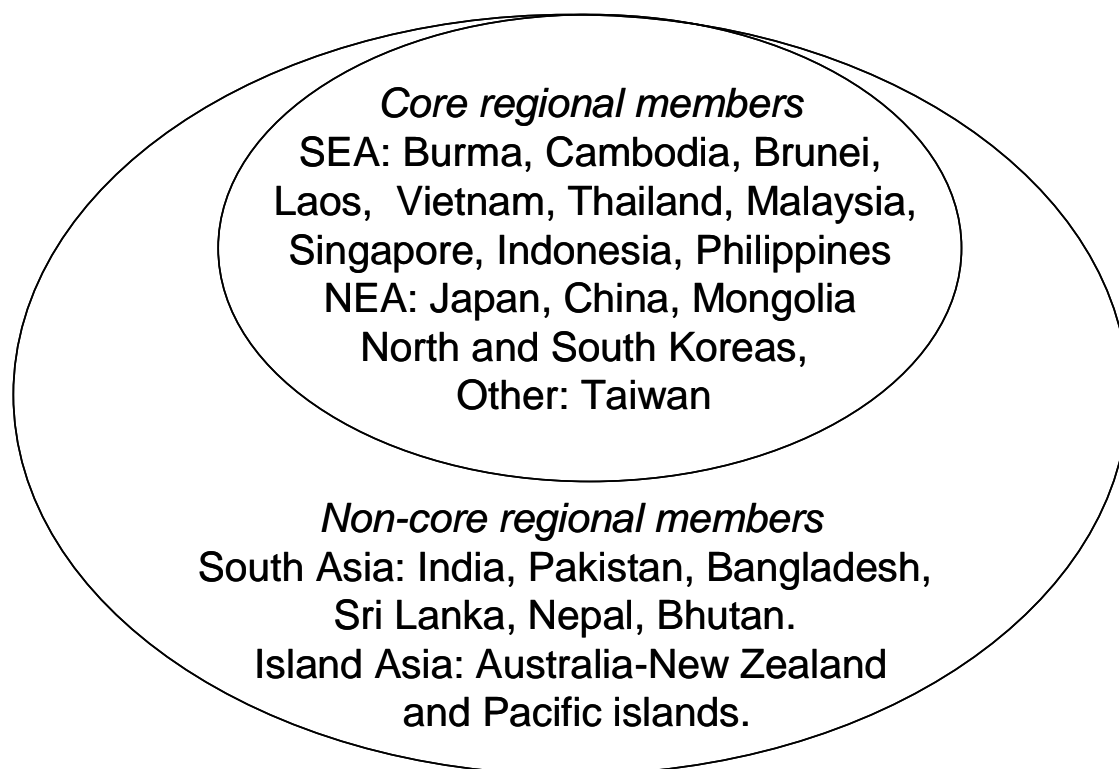 Core regional members
SEA: Burma, Cambodia, Brunei,
Laos,  Vietnam, Thailand, Malaysia,
Singapore, Indonesia, Philippines
NEA: Japan, China, Mongolia
North and South Koreas,
Other: Taiwan
Non-core regional members
South Asia: India, Pakistan, Bangladesh,
Sri Lanka, Nepal, Bhutan.
Island Asia: Australia-New Zealand
and Pacific islands.